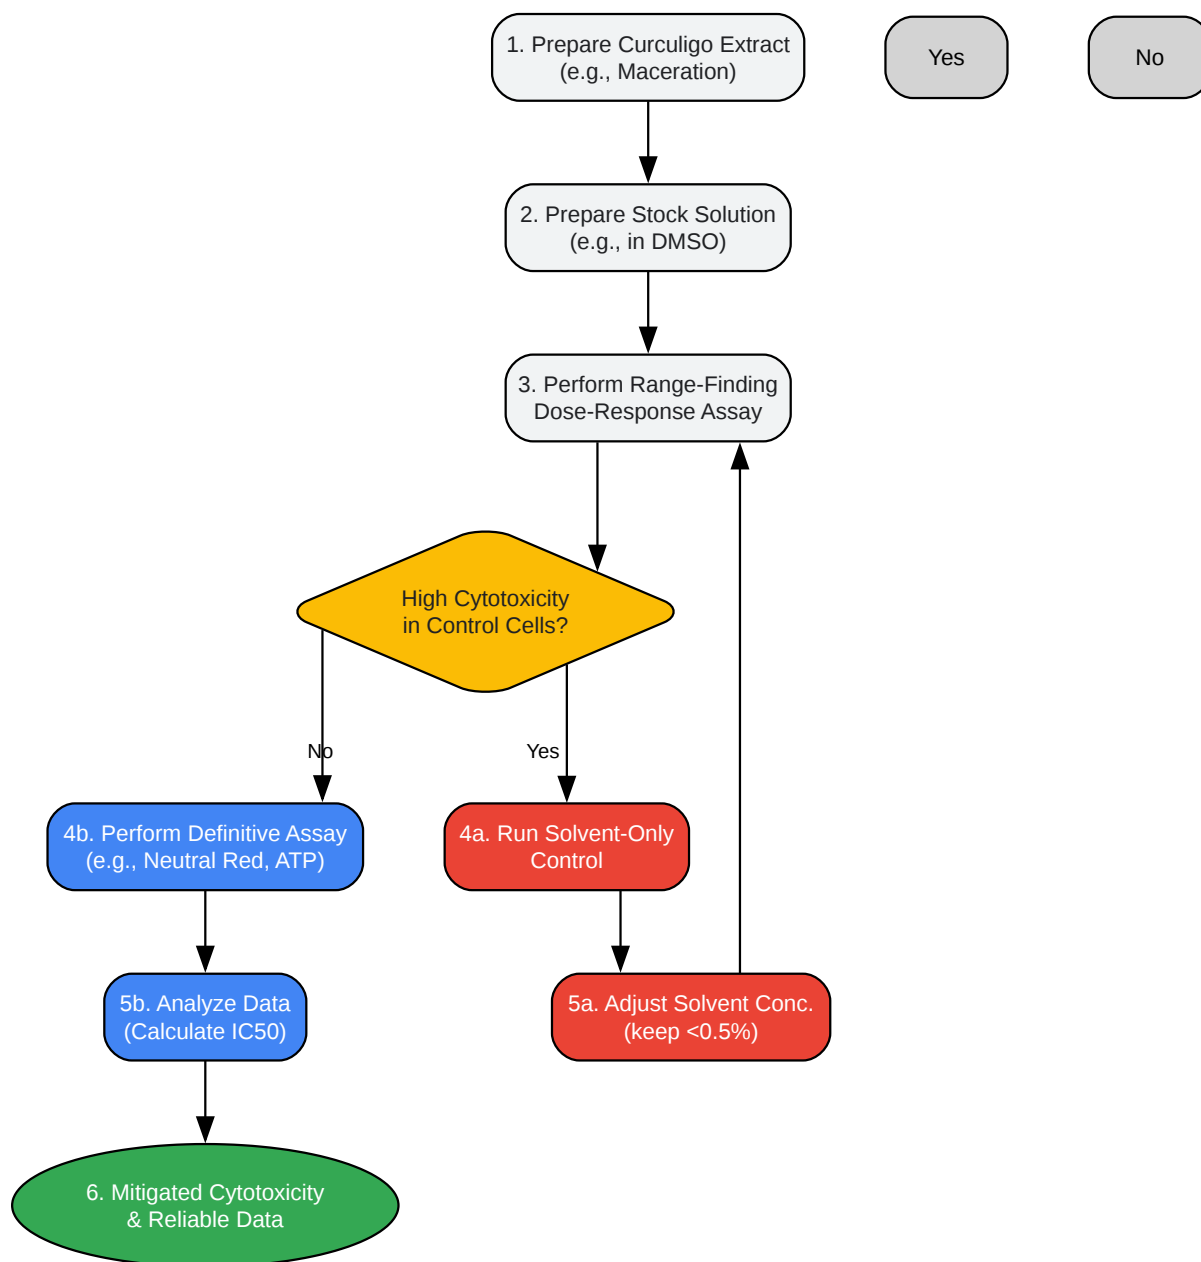 1. Prepare Curculigo Extract
(e.g., Maceration)
Yes
No
2. Prepare Stock Solution
(e.g., in DMSO)
3. Perform Range-Finding
Dose-Response Assay
High Cytotoxicity
in Control Cells?
No
Yes
4b. Perform Definitive Assay
(e.g., Neutral Red, ATP)
4a. Run Solvent-Only
Control
5b. Analyze Data
(Calculate IC50)
5a. Adjust Solvent Conc.
(keep <0.5%)
6. Mitigated Cytotoxicity
& Reliable Data